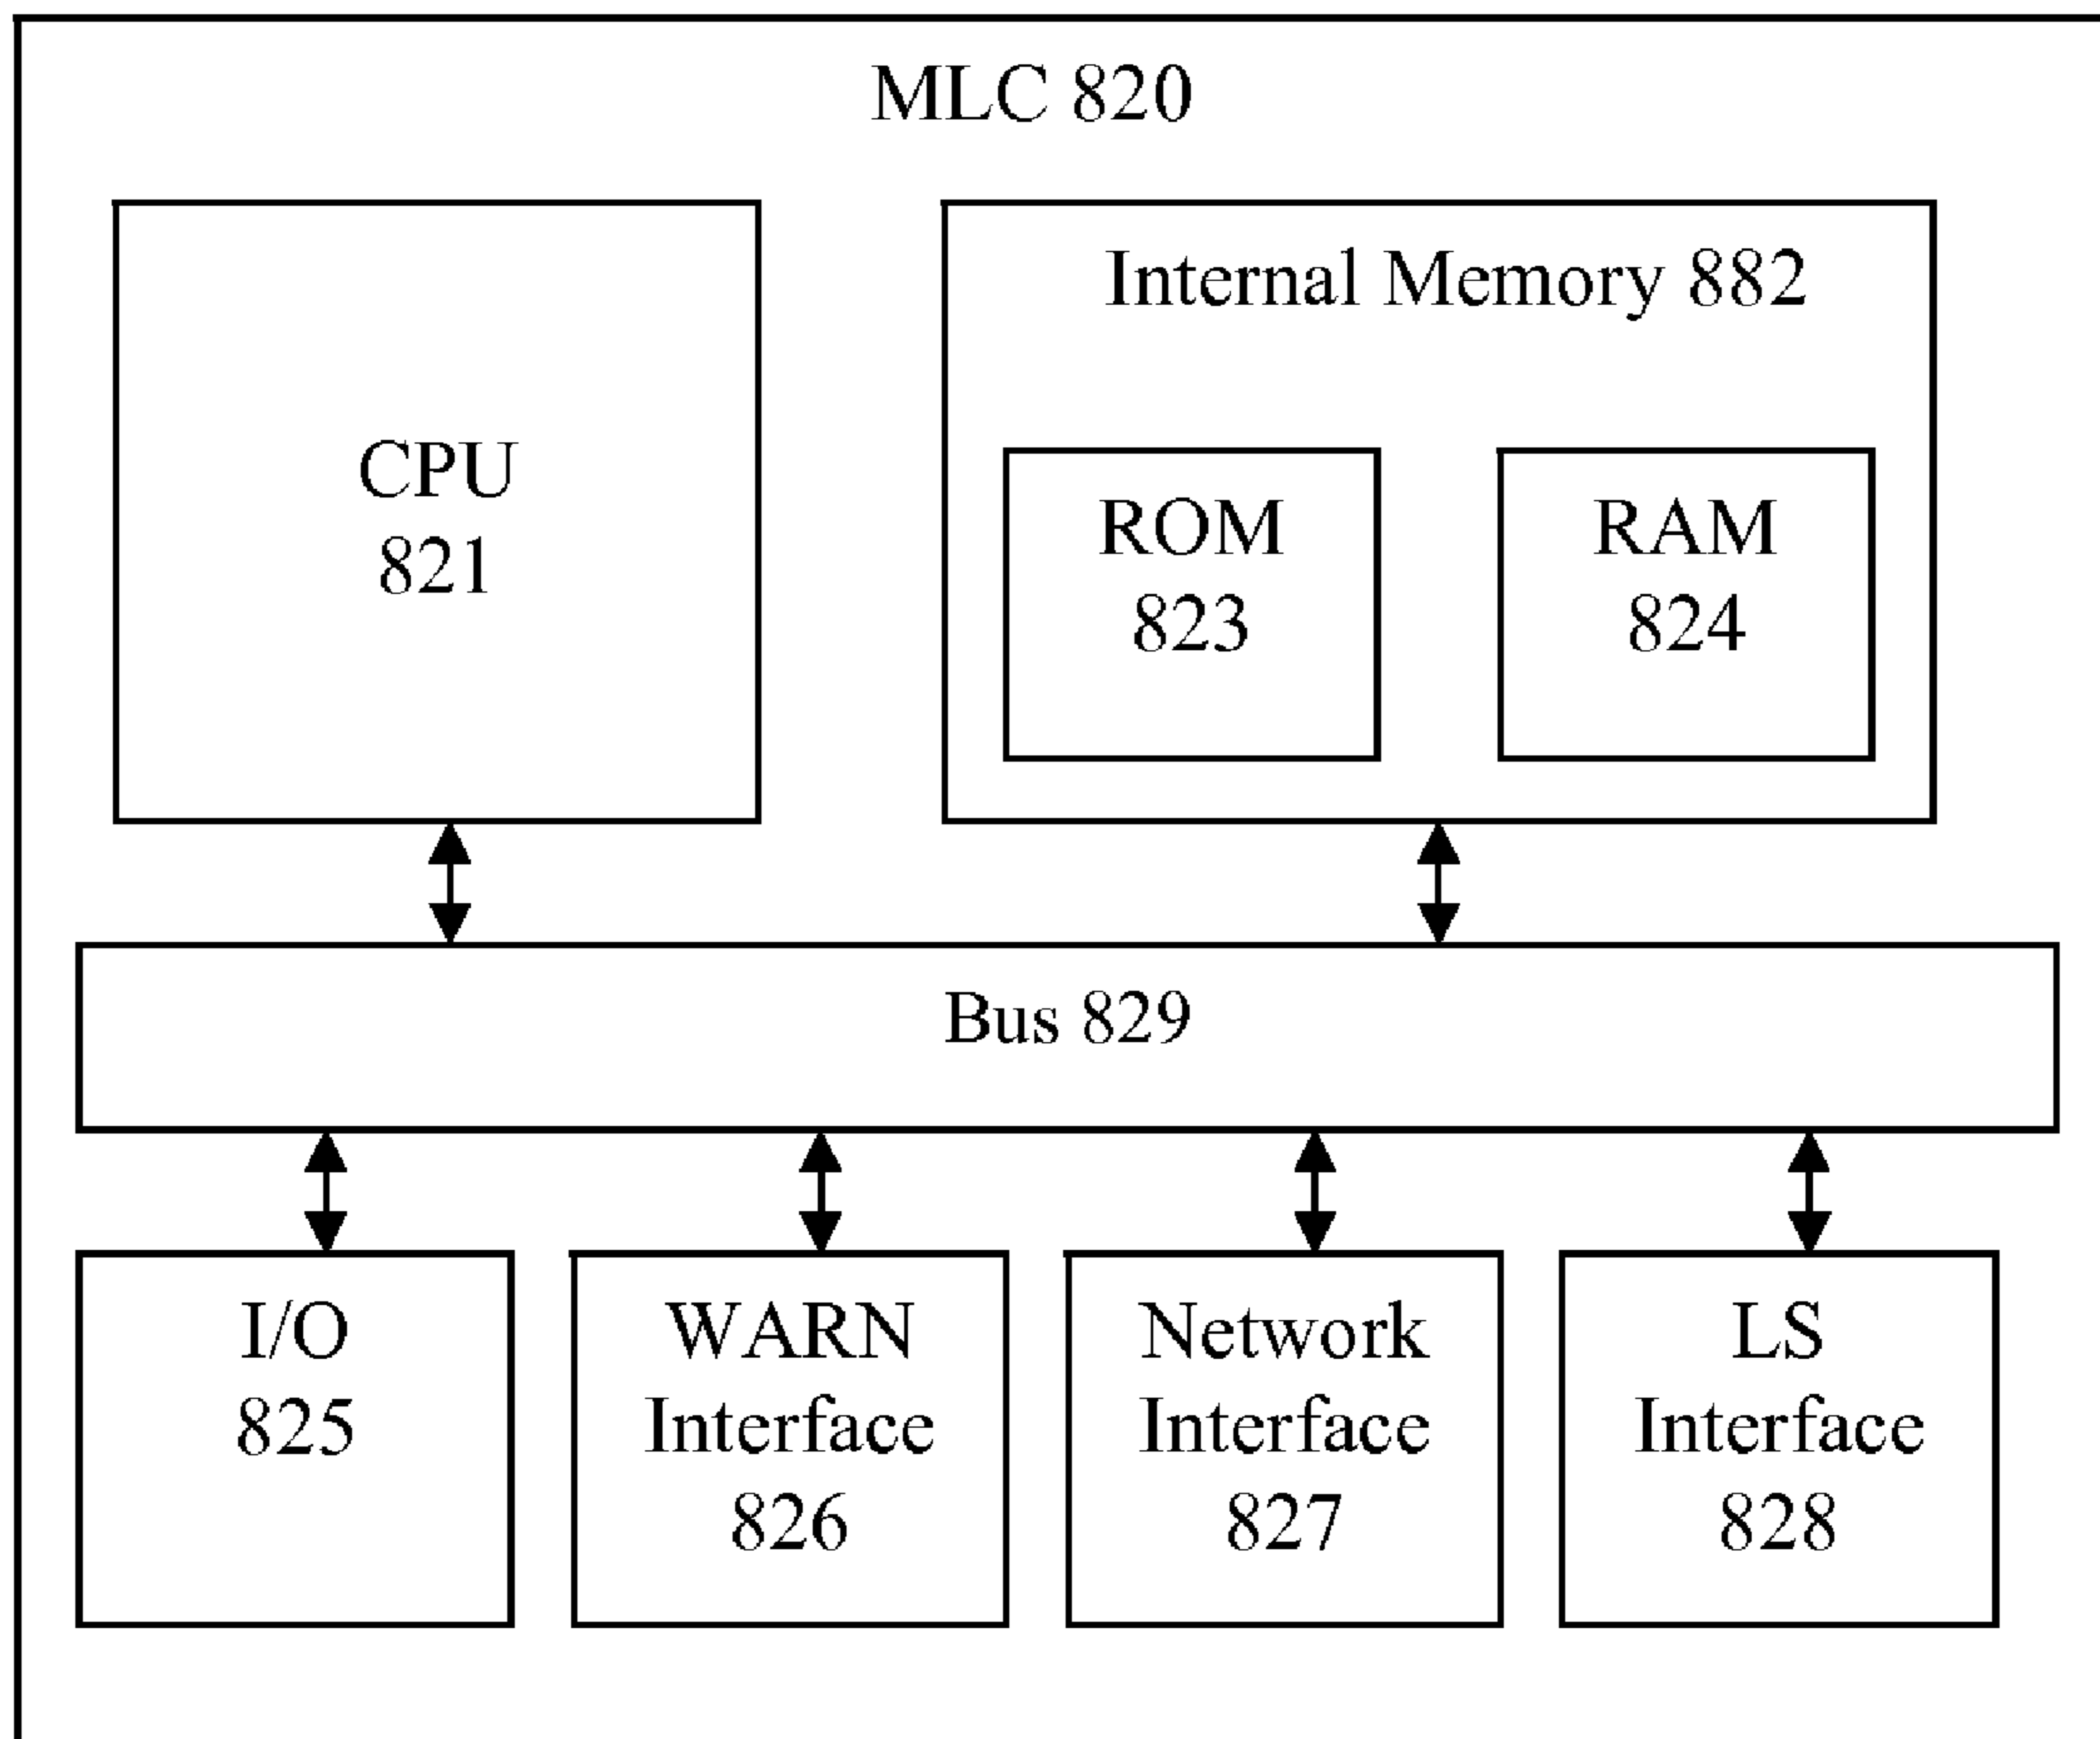 MLC 820
CPU
821
Internal Memory 882
ROM
823
RAM
824
Bus 829
I/O
825
WARN
Interface
826
Network
Interface
827
LS
Interface
828